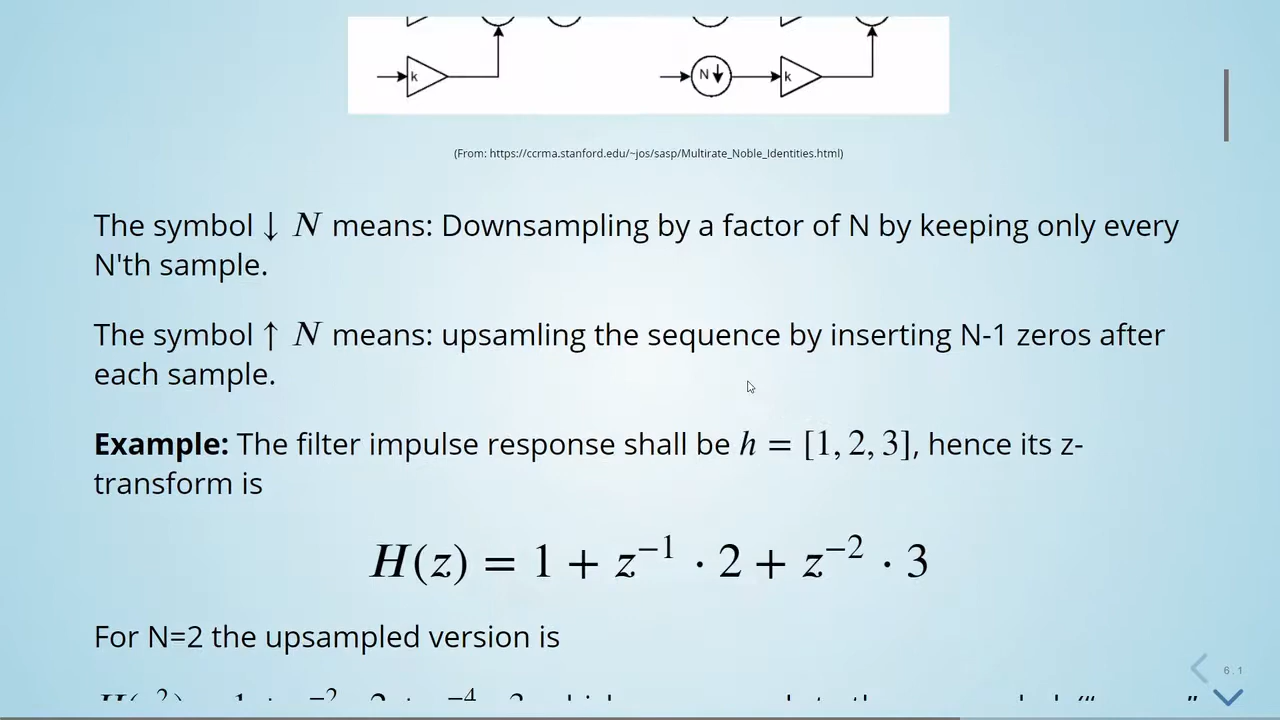 k
N↓
k
(From: https://ccrma.stanford.edu/~jos/sasp/Multirate_Noble_Identities.html)
The symbol ↓ N means: Downsampling by a factor of N by keeping only every
N'th sample.
The symbol ↑ N means: upsamling the sequence by inserting N-1 zeros after
each sample.
Example: The filter impulse response shall be h = [1, 2, 3], hence its z-
transform is
H(z) = 1 + z⁻¹ · 2 + z⁻² · 3
For N=2 the upsampled version is
6.1